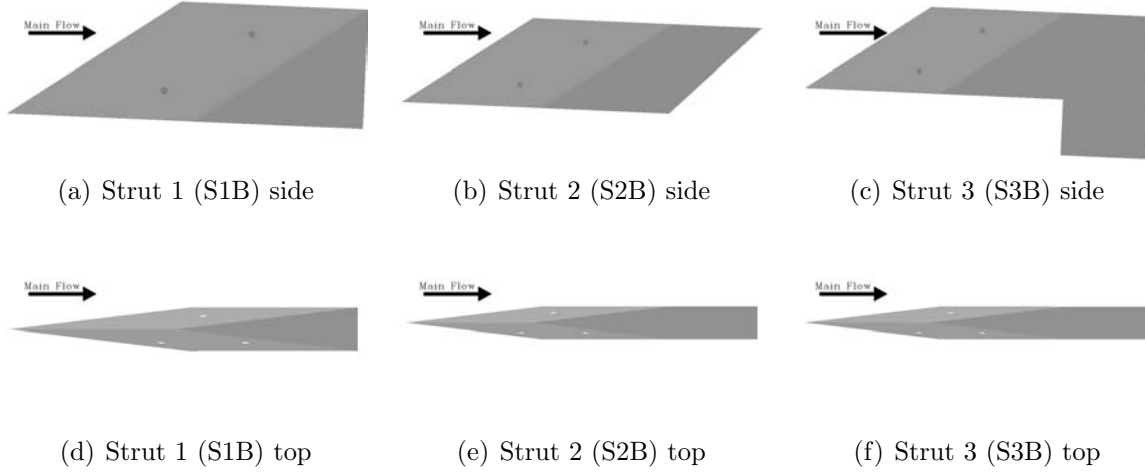 Main Flow Main Flow Main Flow
(a) Strut 1 (S1B) side (b) Strut 2 (S2B) side (c) Strut 3 (S3B) side
Main Flow Main Flow Main Flow
(d) Strut 1 (S1B) top (e) Strut 2 (S2B) top (f) Strut 3 (S3B) top